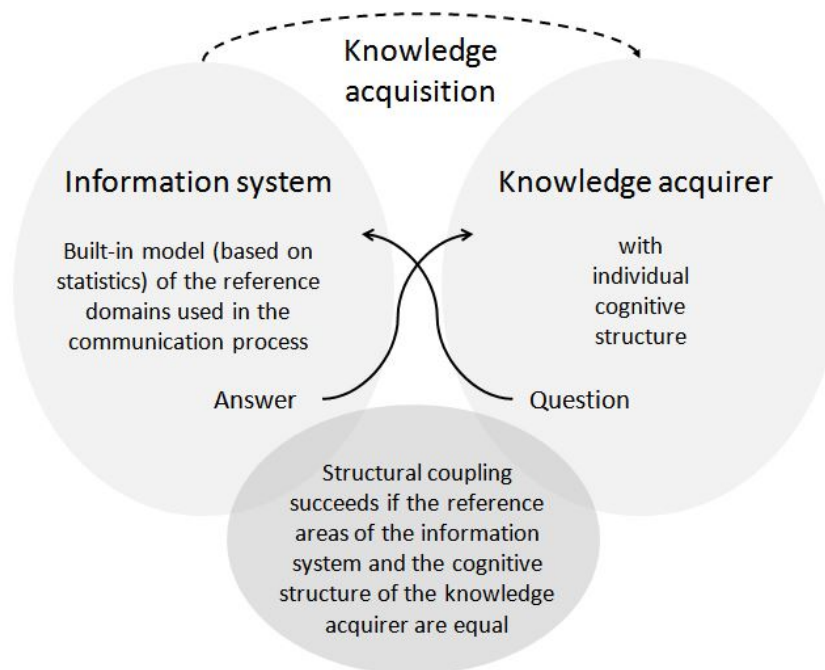 Knowledge
acquisition
Information system
Built-in model (based on
statistics) of the reference
domains used in the
communication process
Knowledge acquirer
with
individual
cognitive
structure
Answer
Question
Structural coupling
succeeds if the reference
areas of the information
system and the cognitive
structure of the knowledge
acquirer are equal